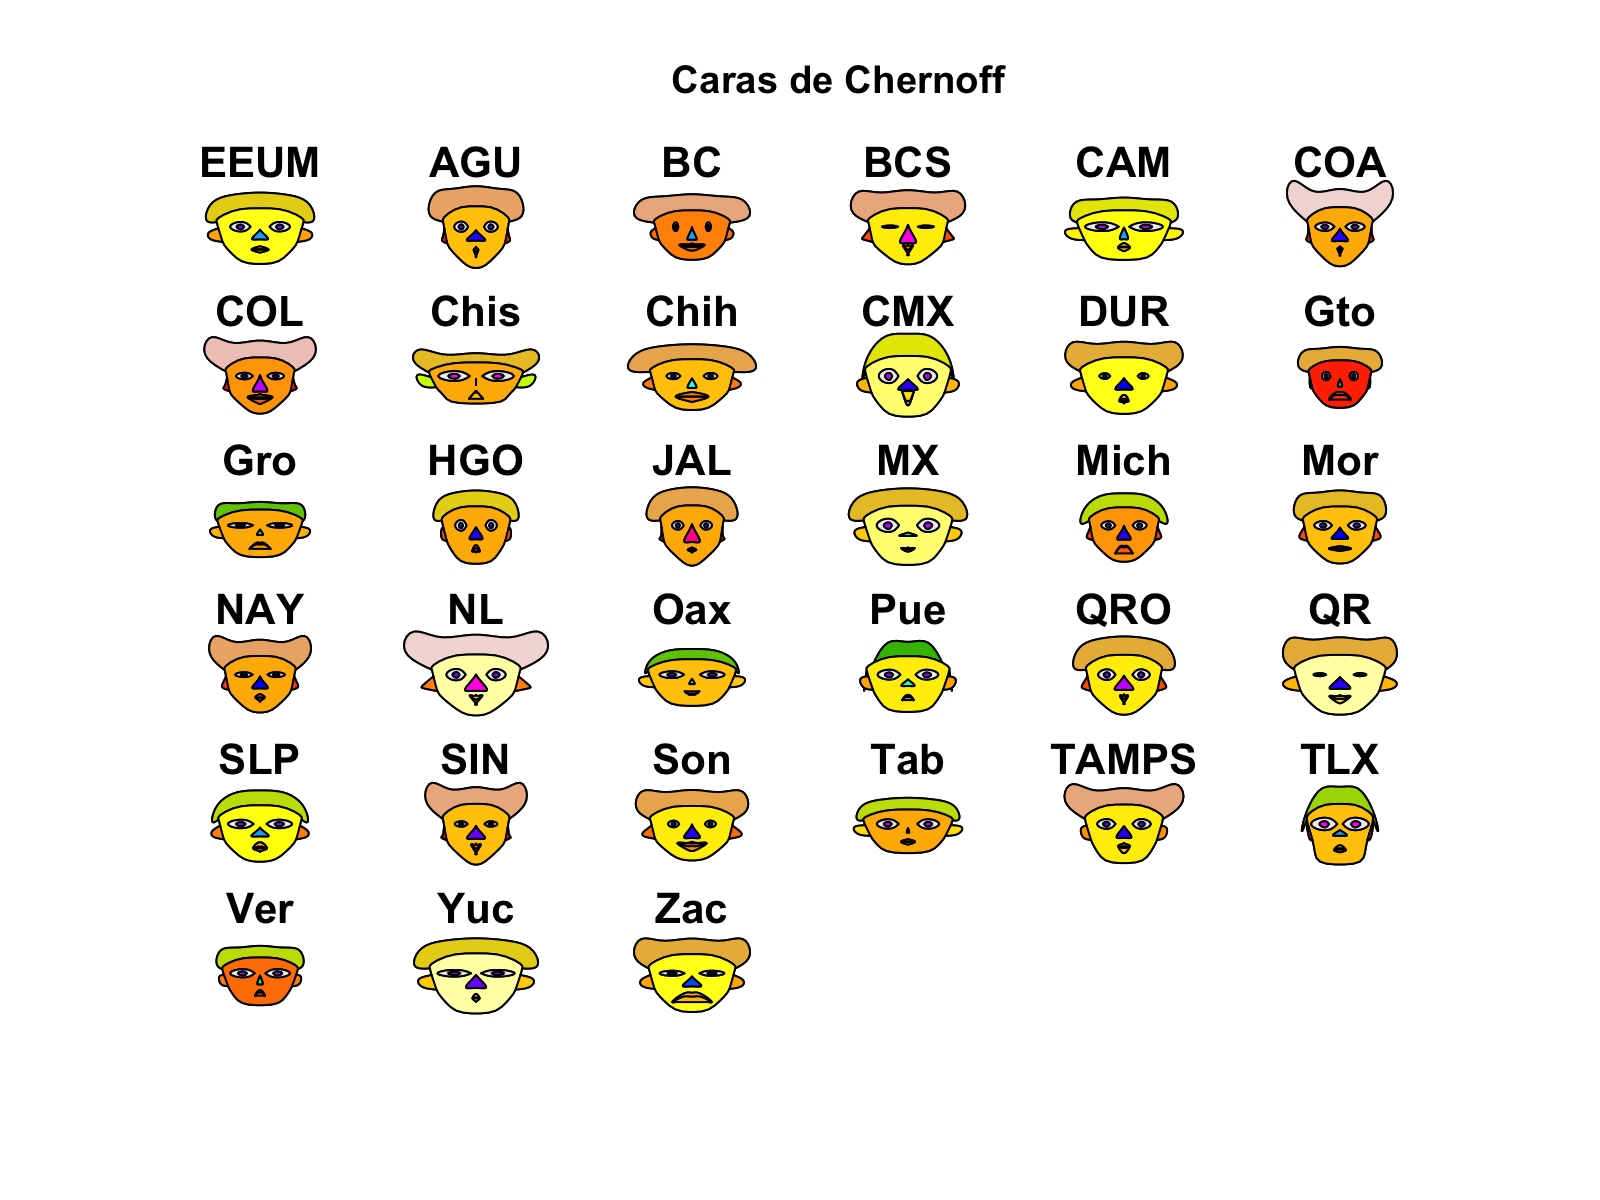 Caras de Chernoff
EEUM AGU BC BCS CAM COA
COL Chis Chih CMX DUR Gto
Gro HGO JAL MX Mich Mor
NAY NL Oax Pue QRO QR
SLP SIN Son Tab TAMPS TLX
Ver Yuc Zac